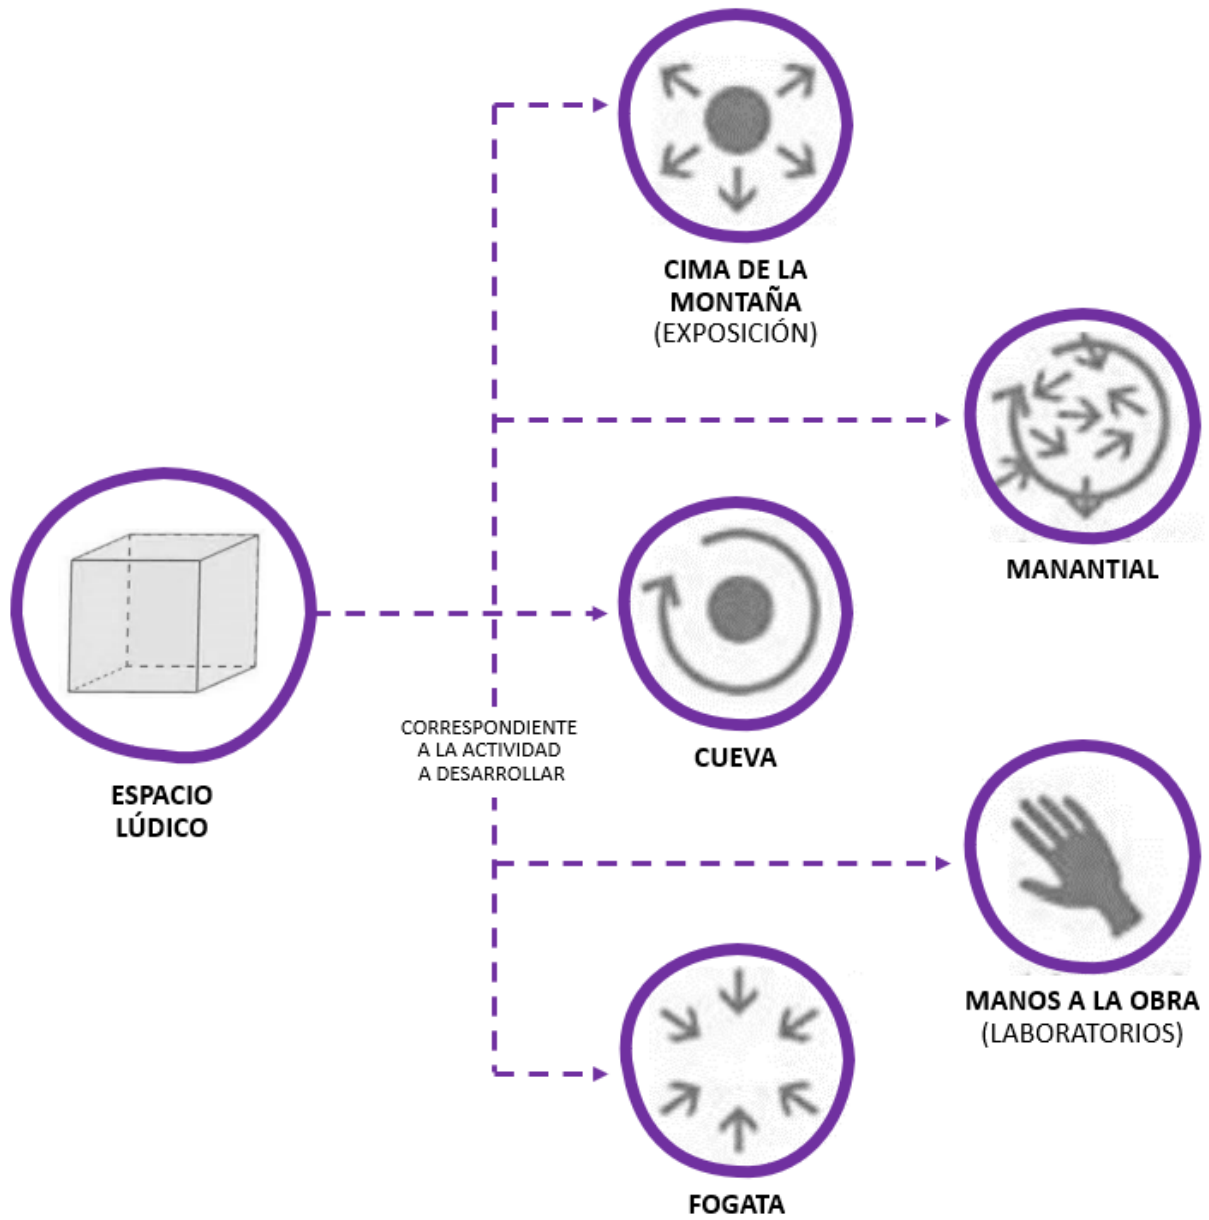 CIMA DE LA
MONTAÑA
(EXPOSICIÓN)
MANANTIAL
CUEVA
CORRESPONDIENTE
A LA ACTIVIDAD
A DESARROLLAR
ESPACIO
LÚDICO
MANOS A LA OBRA
(LABORATORIOS)
FOGATA